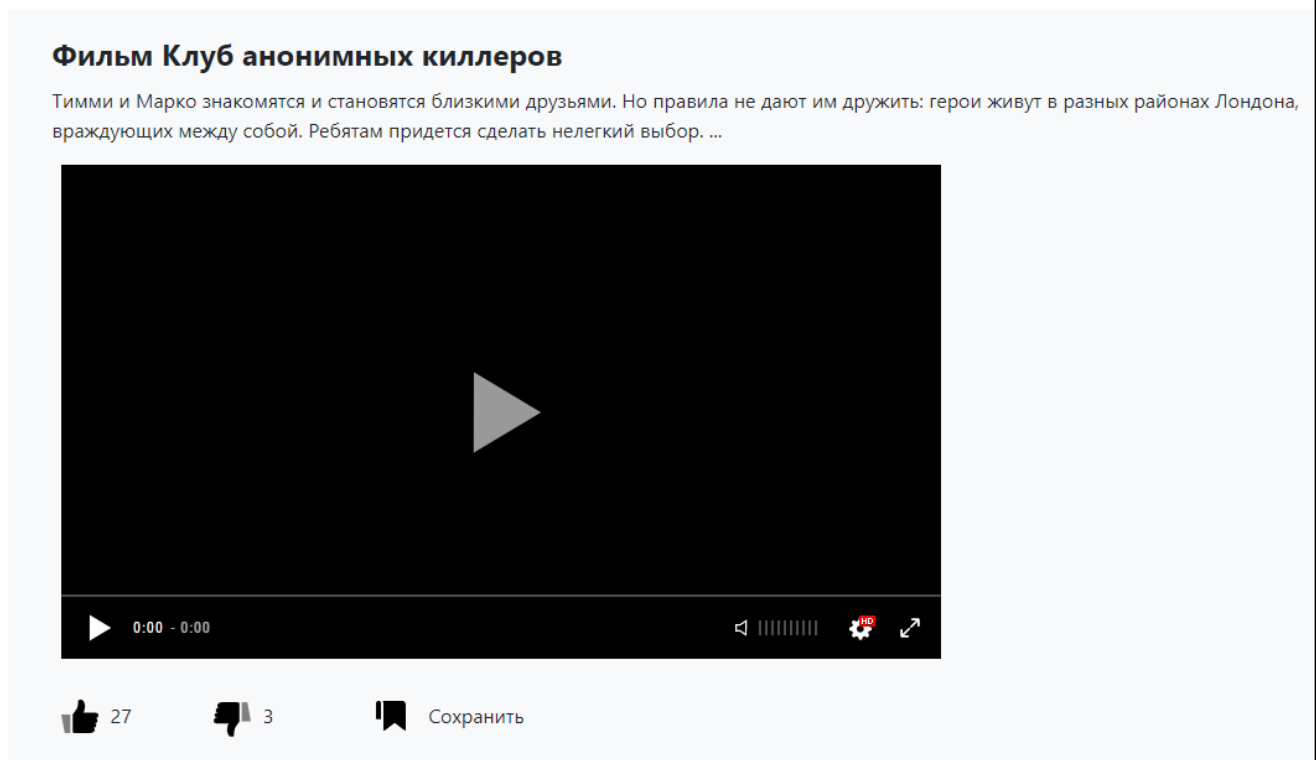 Фильм Клуб анонимных киллеров
Тимми и Марко знакомятся и становятся близкими друзьями. Но правила не дают им дружить: герои живут в разных районах Лондона,
враждующих между собой. Ребятам придется сделать нелегкий выбор. ...
0:00 - 0:00
HD
27
3
Сохранить